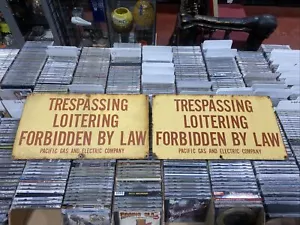 TRESPASSING
LOITERING
FORBIDDEN BY LAW
PACIFIC GAS AND ELECTRIC COMPANY
TRESPASSING
LOITERING
FORBIDDEN BY LAW
PACIFIC GAS AND ELECTRIC COMPANY